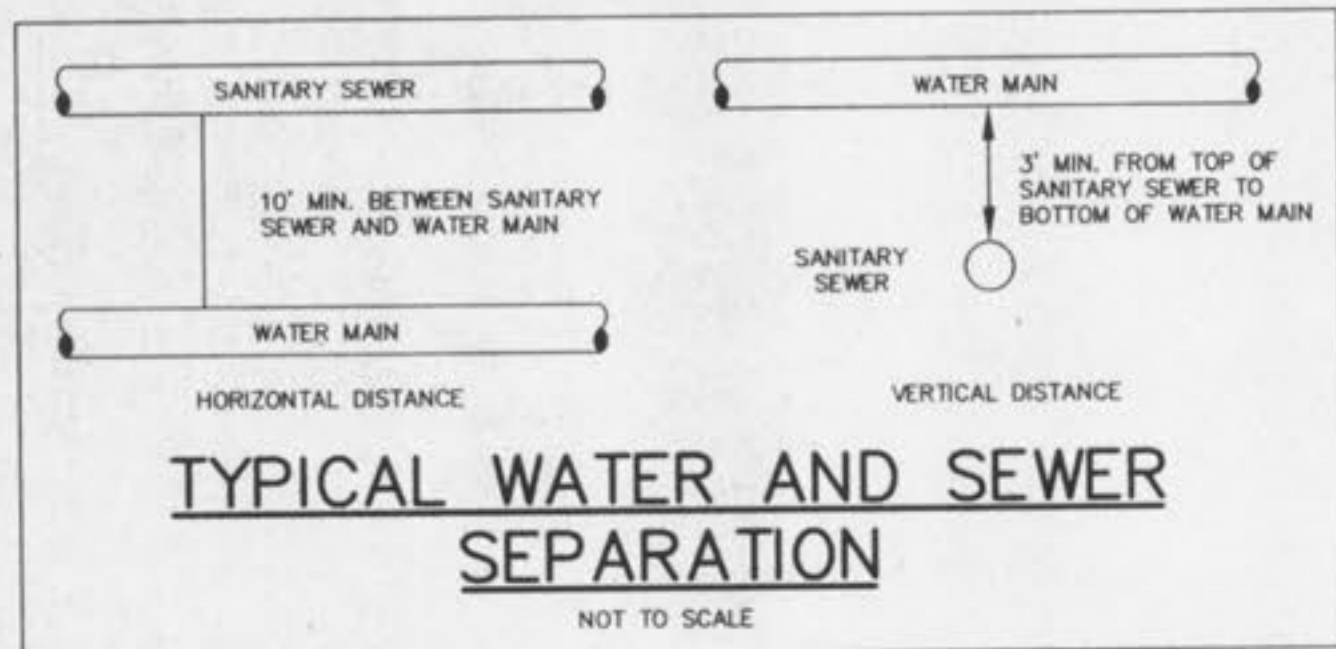 SANITARY SEWER
10' MIN. BETWEEN SANITARY
SEWER AND WATER MAIN
WATER MAIN
HORIZONTAL DISTANCE
WATER MAIN
3' MIN. FROM TOP OF
SANITARY SEWER TO
BOTTOM OF WATER MAIN
SANITARY
SEWER
VERTICAL DISTANCE
TYPICAL WATER AND SEWER
SEPARATION
NOT TO SCALE